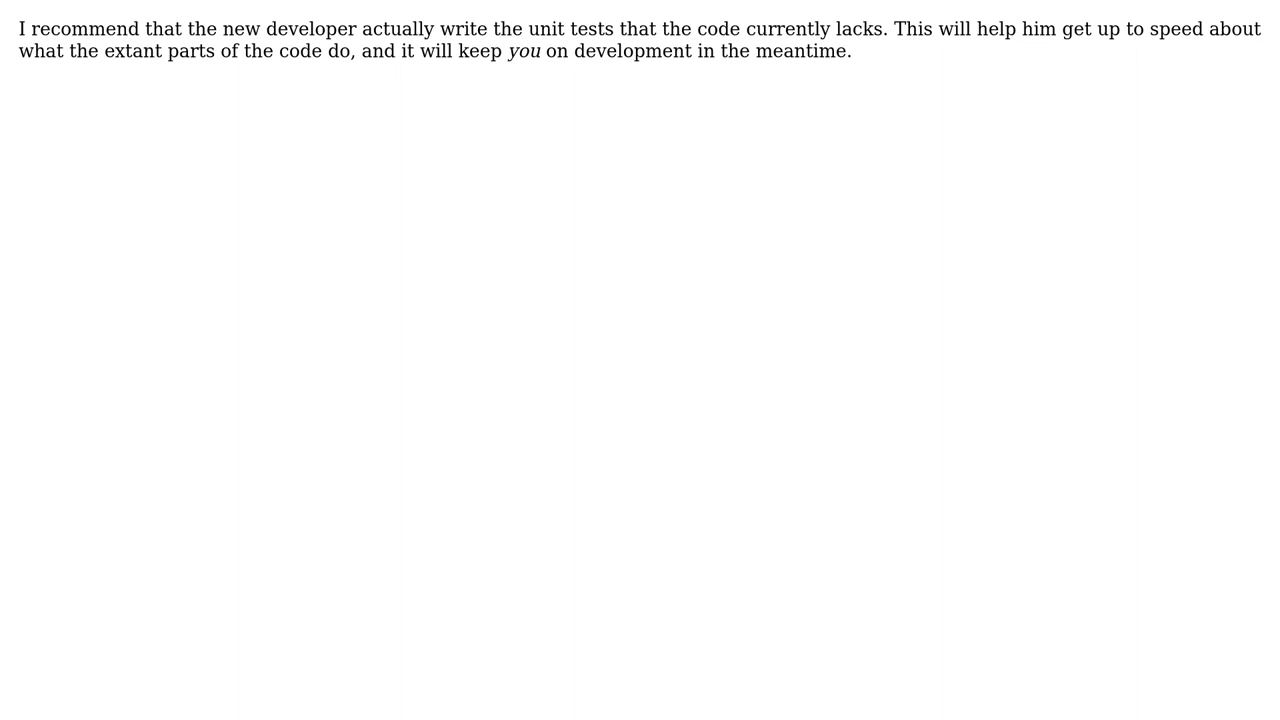 I recommend that the new developer actually write the unit tests that the code currently lacks. This will help him get up to speed about
what the extant parts of the code do, and it will keep you on development in the meantime.